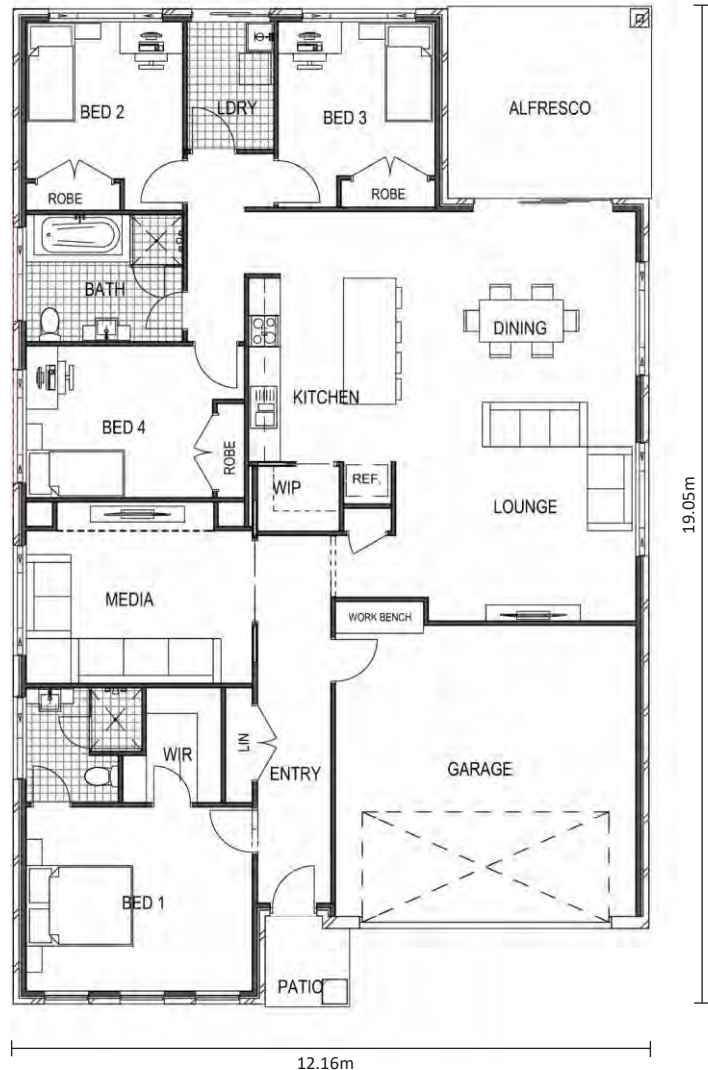 BED 2
LDRY
BED 3
ALFRESCO
ROBE
ROBE
BATH
DINING
KITCHEN
BED 4
ROBE
WIP
REF.
LOUNGE
MEDIA
WORK BENCH
LIN
WIR
ENTRY
GARAGE
BED 1
PATIO
19.05m
12.16m